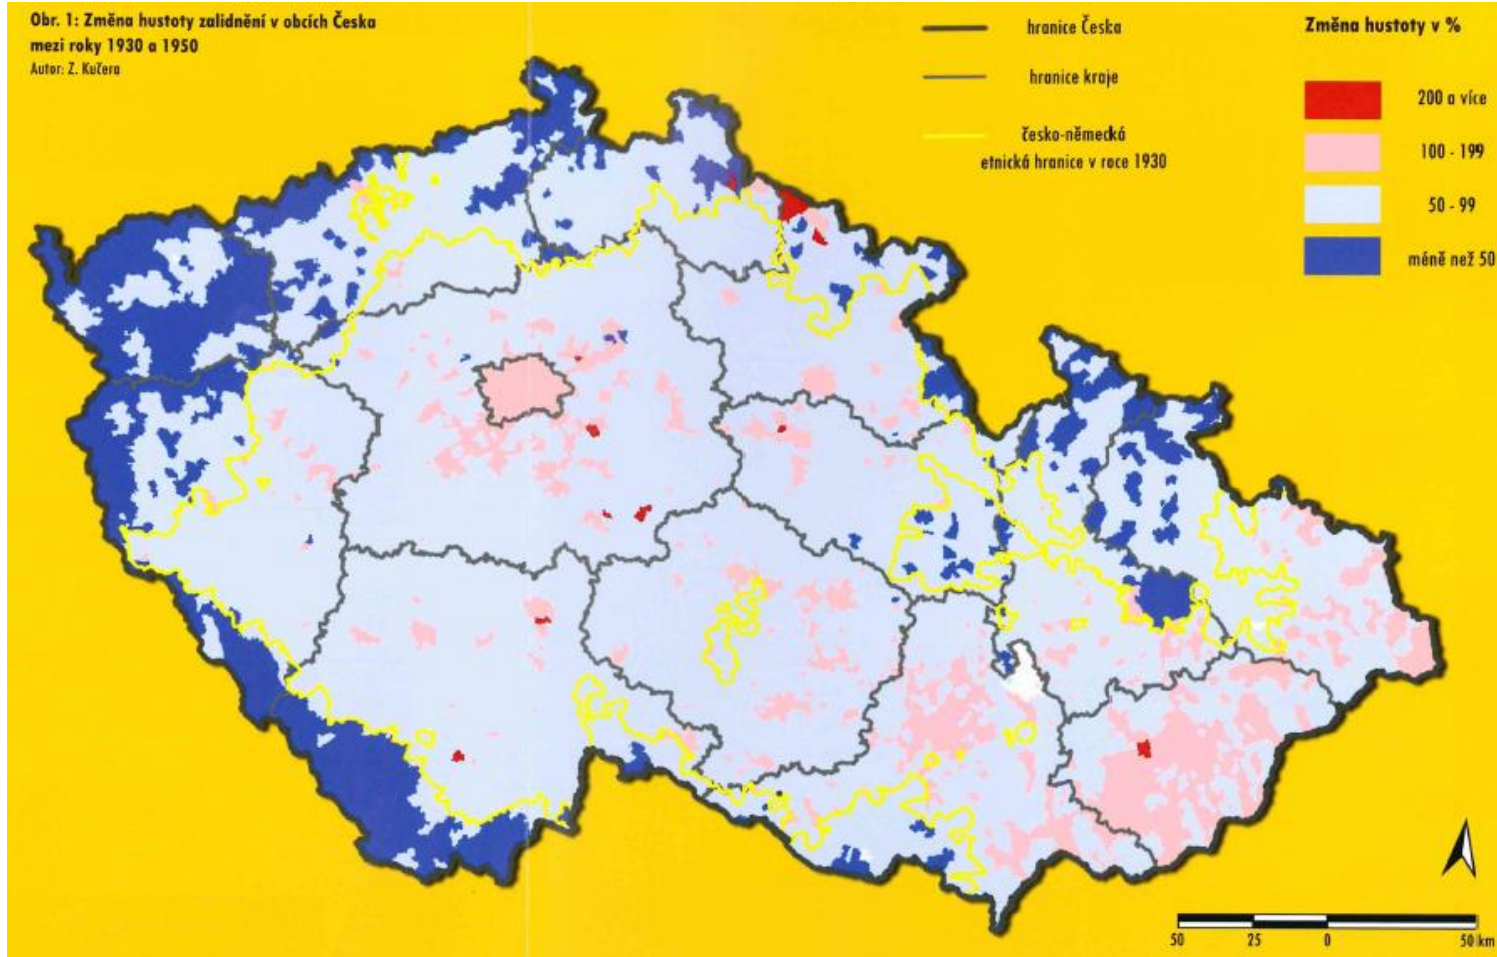 Obr. 1: Změna hustoty zalidnění v obcích Česka
mezi roky 1930 a 1950
Autor: Z. Kučera
hranice Česka
hranice kraje
česko-německá
etnická hranice v roce 1930
Změna hustoty v %
200 a více
100 - 199
50 - 99
méně než 50
50 25 0 50 km